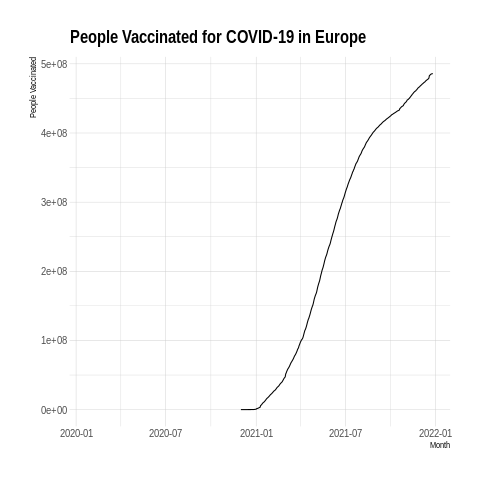 People Vaccinated for COVID-19 in Europe
People Vaccinated
5e+08
4e+08
3e+08
2e+08
1e+08
0e+00
2020-01 2020-07 2021-01 2021-07 2022-01
Month